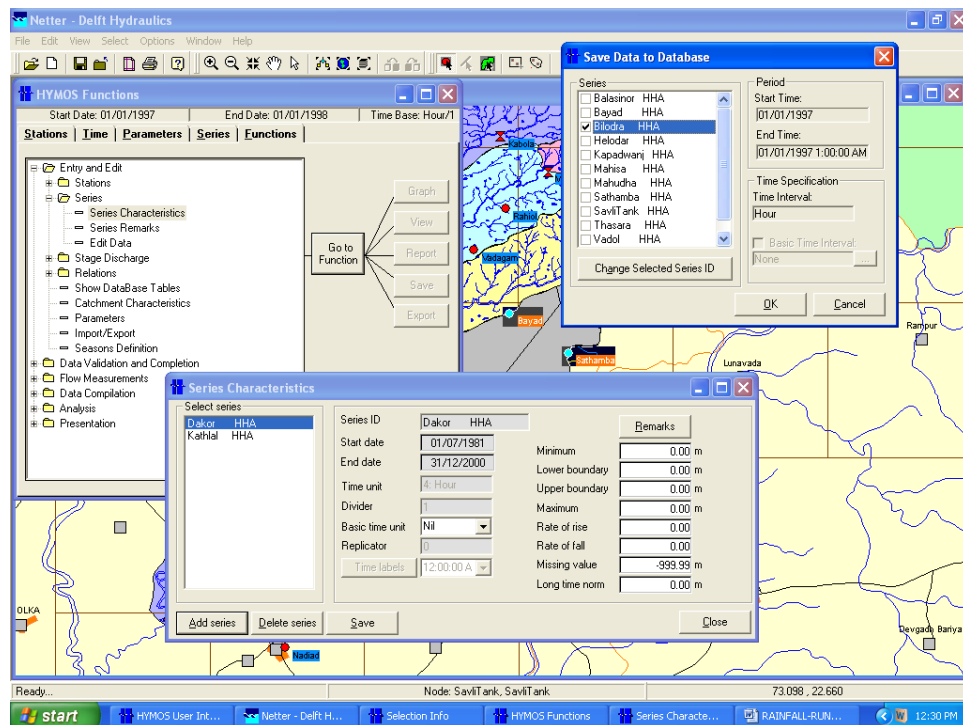 Netter - Delft Hydraulics
File Edit View Select Options Window Help
HYMOS Functions
Start Date: 01/01/1997 End Date: 01/01/1998 Time Base: Hour/1
Stations Time Parameters Series Functions
Entry and Edit
Stations
Series
Series Characteristics
Series Remarks
Edit Data
Stage Discharge
Relations
Show DataBase Tables
Catchment Characteristics
Parameters
Import/Export
Seasons Definition
Data Validation and Completion
Flow Measurements
Data Compilation
Analysis
Presentation
Go to
Function
Graph
View
Report
Save
Export
Save Data to Database
Series
Balasinor HHA
Bayad HHA
Bilodra HHA
Helodar HHA
Kapadwanj HHA
Mahisa HHA
Mahudha HHA
Sathamba HHA
SavliTank HHA
Thasara HHA
Vadol HHA
Change Selected Series ID
Period
Start Time:
01/01/1997
End Time:
01/01/1997 1:00:00 AM
Time Specification
Time Interval:
Hour
Basic Time Interval:
None ...
OK Cancel
Kabola
Rahiol
Vadagam
Bayad
Sathamba
Lunavada
Rampur
Series Characteristics
Select series
Dakor HHA
Kathlal HHA
Series ID Dakor HHA
Start date 01/07/1981
End date 31/12/2000
Time unit 4: Hour
Divider 1
Basic time unit Nil
Replicator 0
Time labels 12:00:00 A
Remarks
Minimum 0.00 m
Lower boundary 0.00 m
Upper boundary 0.00 m
Maximum 0.00 m
Rate of rise 0.00
Rate of fall 0.00
Missing value -999.99 m
Long time norm 0.00 m
Add series Delete series Save Close
OLKA
Nadiad
Devgadh Bariya
Ready... Node: SavliTank, SavliTank 73.098 , 22.660
start HYMOS User Int... Netter - Delft H... Selection Info HYMOS Functions Series Characte... RAINFALL-RUN... 12:30 PM